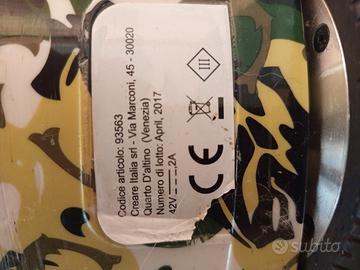 Codice articolo: 93563
Creare Italia srl - Via Marconi, 45 - 30020
Quarto D'altino (Venezia)
Numero di lotto: April, 2017
42V 2A
III
CE
subito